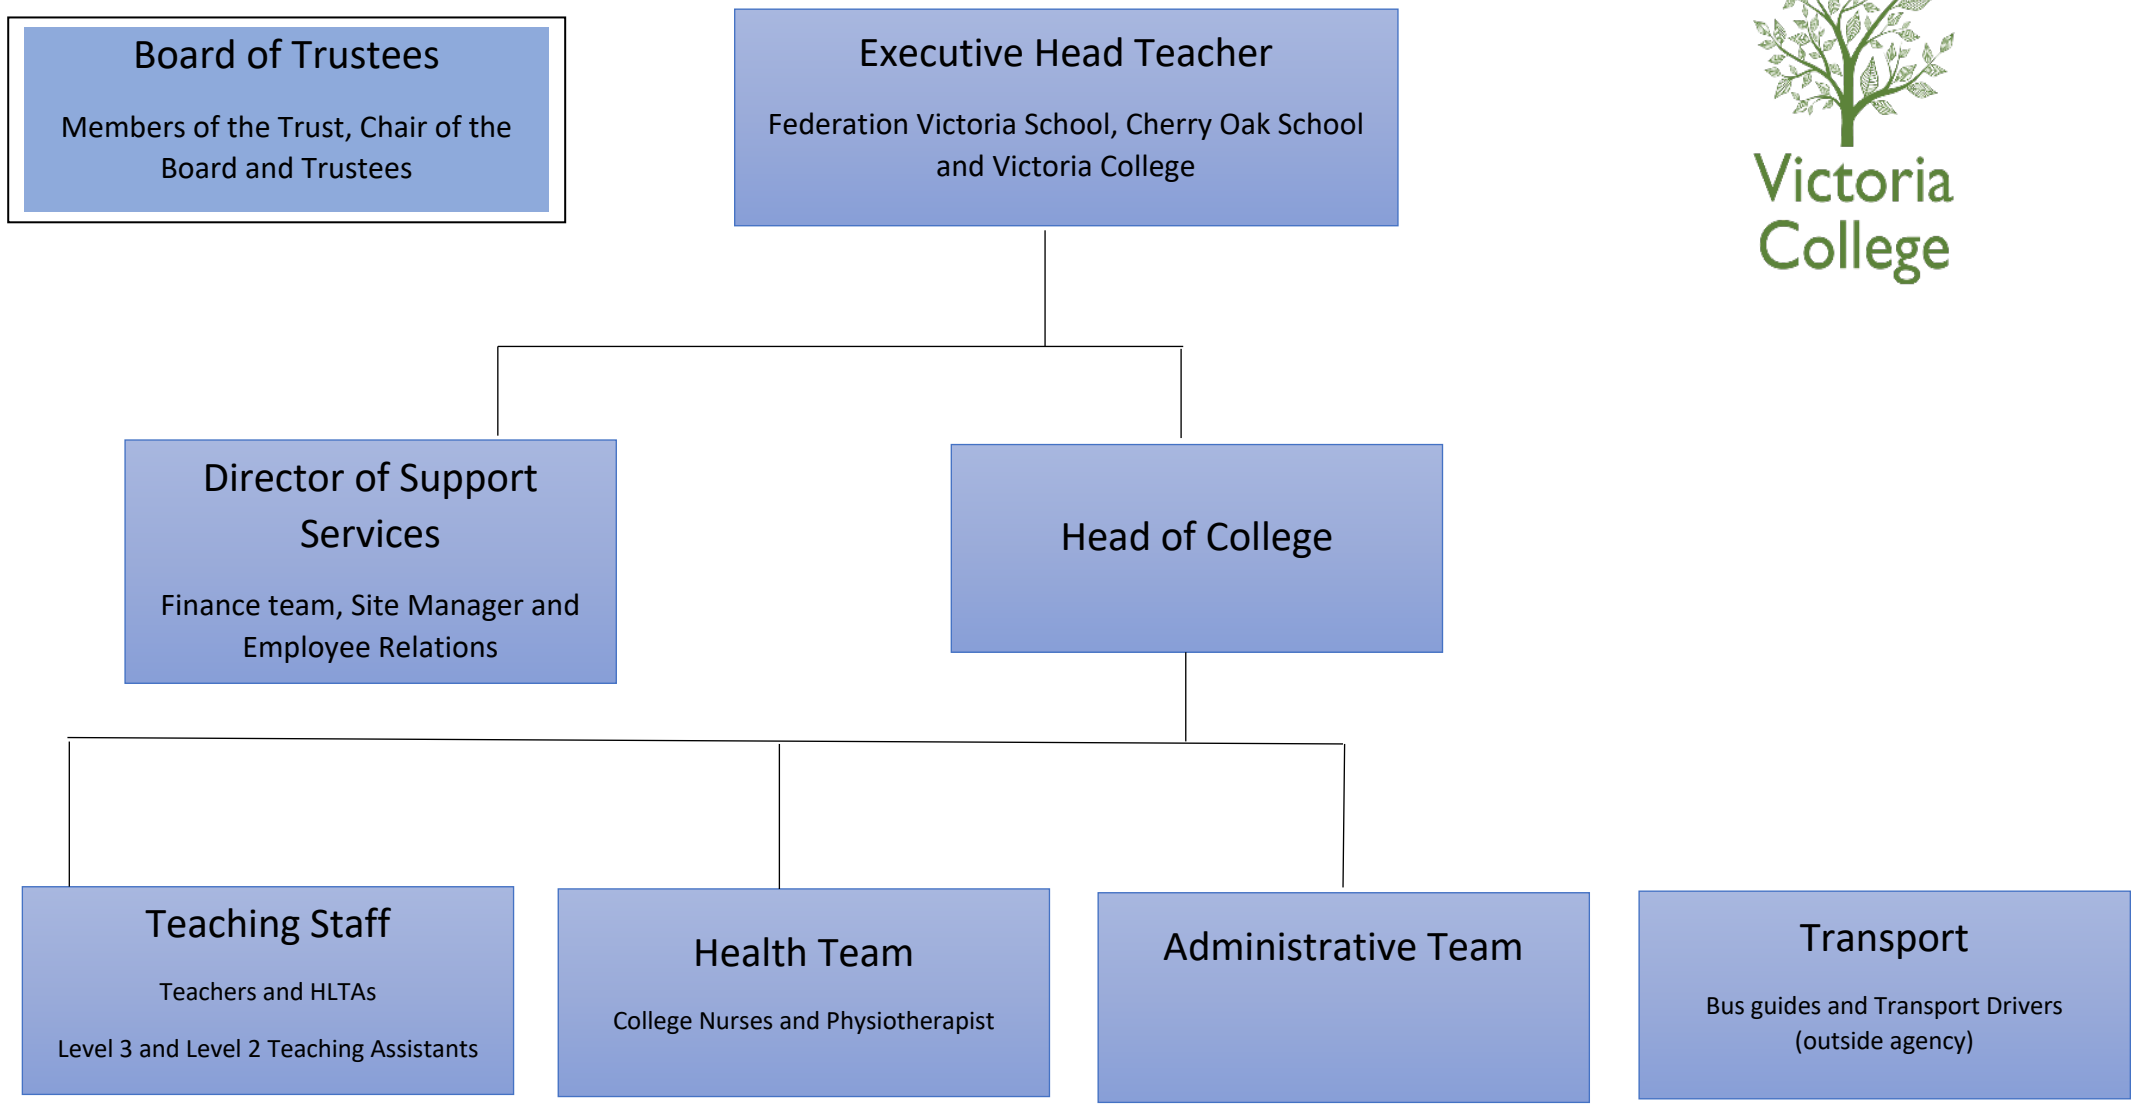 Board of Trustees
Members of the Trust, Chair of the
Board and Trustees
Executive Head Teacher
Federation Victoria School, Cherry Oak School
and Victoria College
Victoria
College
Director of Support
Services
Finance team, Site Manager and
Employee Relations
Head of College
Teaching Staff
Teachers and HLTAs
Level 3 and Level 2 Teaching Assistants
Health Team
College Nurses and Physiotherapist
Administrative Team
Transport
Bus guides and Transport Drivers
(outside agency)